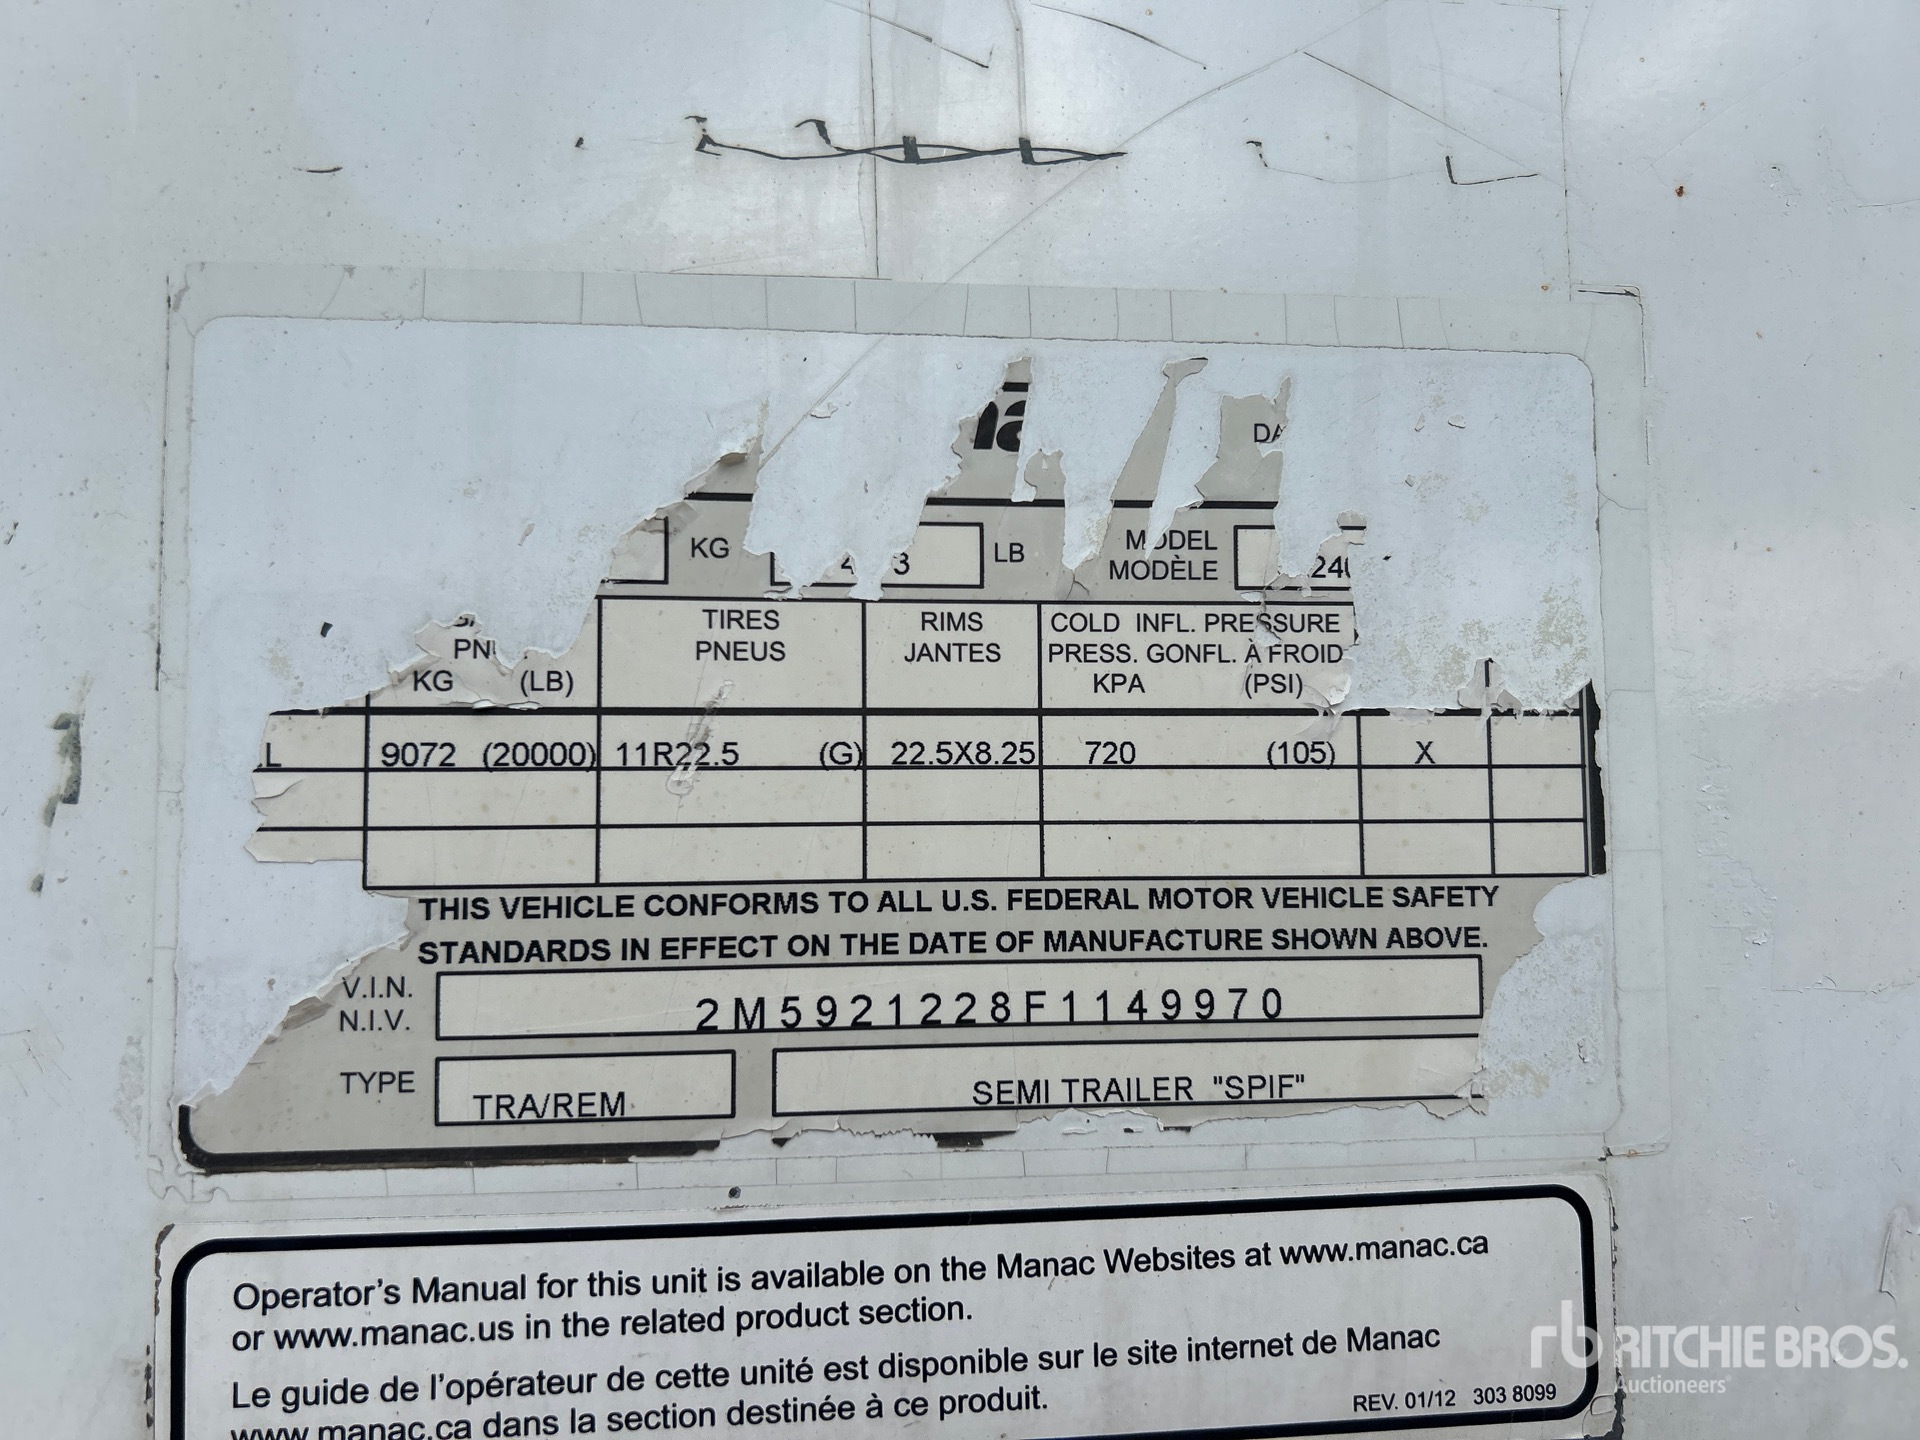 KG
LB
MODEL
MODÈLE
TIRES
PNEUS
RIMS
JANTES
COLD INFL. PRESSURE
PRESS. GONFL. À FROID
KPA (PSI)
KG (LB)
9072 (20000) 11R22.5 (G) 22.5X8.25 720 (105) X
THIS VEHICLE CONFORMS TO ALL U.S. FEDERAL MOTOR VEHICLE SAFETY
STANDARDS IN EFFECT ON THE DATE OF MANUFACTURE SHOWN ABOVE.
V.I.N.
N.I.V.
2M5921228F1149970
TYPE TRA/REM SEMI TRAILER "SPIF"
Operator's Manual for this unit is available on the Manac Websites at www.manac.ca
or www.manac.us in the related product section.
Le guide de l'opérateur de cette unité est disponible sur le site internet de Manac
www.manac.ca dans la section destinée à ce produit.
REV. 01/12 303 8099
rb RITCHIE BROS.
Auctioneers